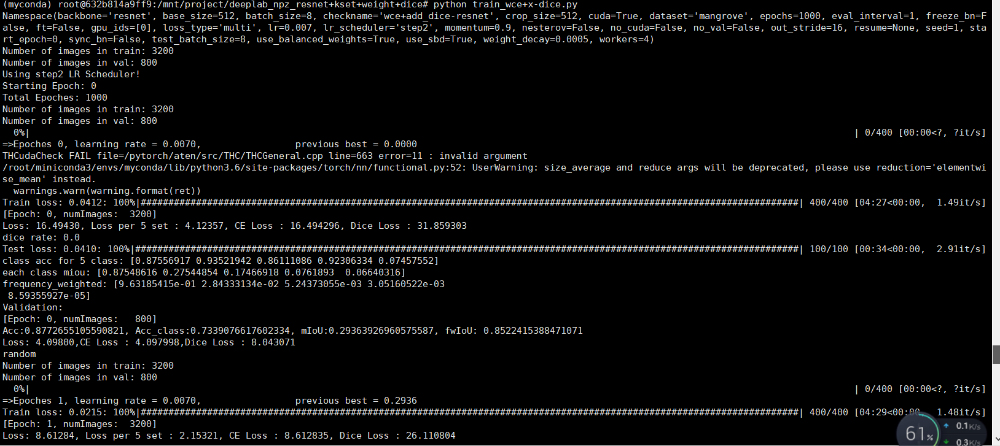 (myconda) root@632b814a9ff9:/mnt/project/deeplab_npz_resnet+kset+weight+dice# python train_wce+x-dice.py
Namespace(backbone='resnet', base_size=512, batch_size=8, checkname='wce+add_dice-resnet', crop_size=512, cuda=True, dataset='mangrove', epochs=1000, eval_interval=1, freeze_bn=F
alse, ft=False, gpu_ids=[0], loss_type='multi', lr=0.007, lr_scheduler='step2', momentum=0.9, nesterov=False, no_cuda=False, no_val=False, out_stride=16, resume=None, seed=1, sta
rt_epoch=0, sync_bn=False, test_batch_size=8, use_balanced_weights=True, use_sbd=True, weight_decay=0.0005, workers=4)
Number of images in train: 3200
Number of images in val: 800
Using step2 LR Scheduler!
Starting Epoch: 0
Total Epoches: 1000
Number of images in train: 3200
Number of images in val: 800
  0%|                                                                                                                                                     | 0/400 [00:00<?, ?it/s]
=>Epoches 0, learning rate = 0.0070,                 previous best = 0.0000
THCudaCheck FAIL file=/pytorch/aten/src/THC/THCGeneral.cpp line=663 error=11 : invalid argument
/root/miniconda3/envs/myconda/lib/python3.6/site-packages/torch/nn/functional.py:52: UserWarning: size_average and reduce args will be deprecated, please use reduction='elementwi
se_mean' instead.
  warnings.warn(warning.format(ret))
Train loss: 0.0412: 100%|#######################################################################################################################| 400/400 [04:27<00:00,  1.49it/s]
[Epoch: 0, numImages:  3200]
Loss: 16.49430, Loss per 5 set : 4.12357, CE Loss : 16.494296, Dice Loss : 31.859303
dice rate: 0.0
Test loss: 0.0410: 100%|########################################################################################################################| 100/100 [00:34<00:00,  2.91it/s]
class acc for 5 class: [0.87556917 0.93521942 0.86111086 0.92306334 0.07457552]
each class miou: [0.87548616 0.27544854 0.17466918 0.0761893  0.06640316]
frequency_weighted: [9.63185415e-01 2.84333134e-02 5.24373055e-03 3.05160522e-03
 8.59355927e-05]
Validation:
[Epoch: 0, numImages:   800]
Acc:0.8772655105590821, Acc_class:0.7339076617602334, mIoU:0.29363926960575587, fwIoU: 0.8522415388471071
Loss: 4.09800,CE Loss : 4.097998,Dice Loss : 8.043071
random
Number of images in train: 3200
Number of images in val: 800
  0%|                                                                                                                                                     | 0/400 [00:00<?, ?it/s]
=>Epoches 1, learning rate = 0.0070,                 previous best = 0.2936
Train loss: 0.0215: 100%|#######################################################################################################################| 400/400 [04:29<00:00,  1.48it/s]
[Epoch: 1, numImages:  3200]
Loss: 8.61284, Loss per 5 set : 2.15321, CE Loss : 8.612835, Dice Loss : 26.110804
61%
0.1K/s
0.3K/s